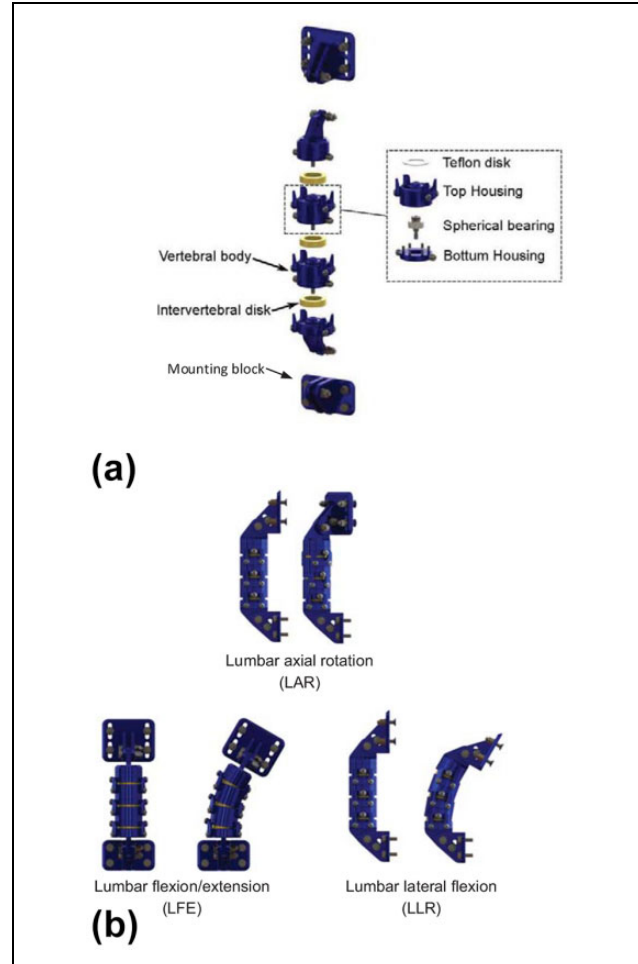 Teflon disk
Top Housing
Spherical bearing
Bottum Housing
Vertebral body
Intervertebral disk
Mounting block
(a)
Lumbar axial rotation
(LAR)
Lumbar flexion/extension
(LFE)
Lumbar lateral flexion
(LLR)
(b)